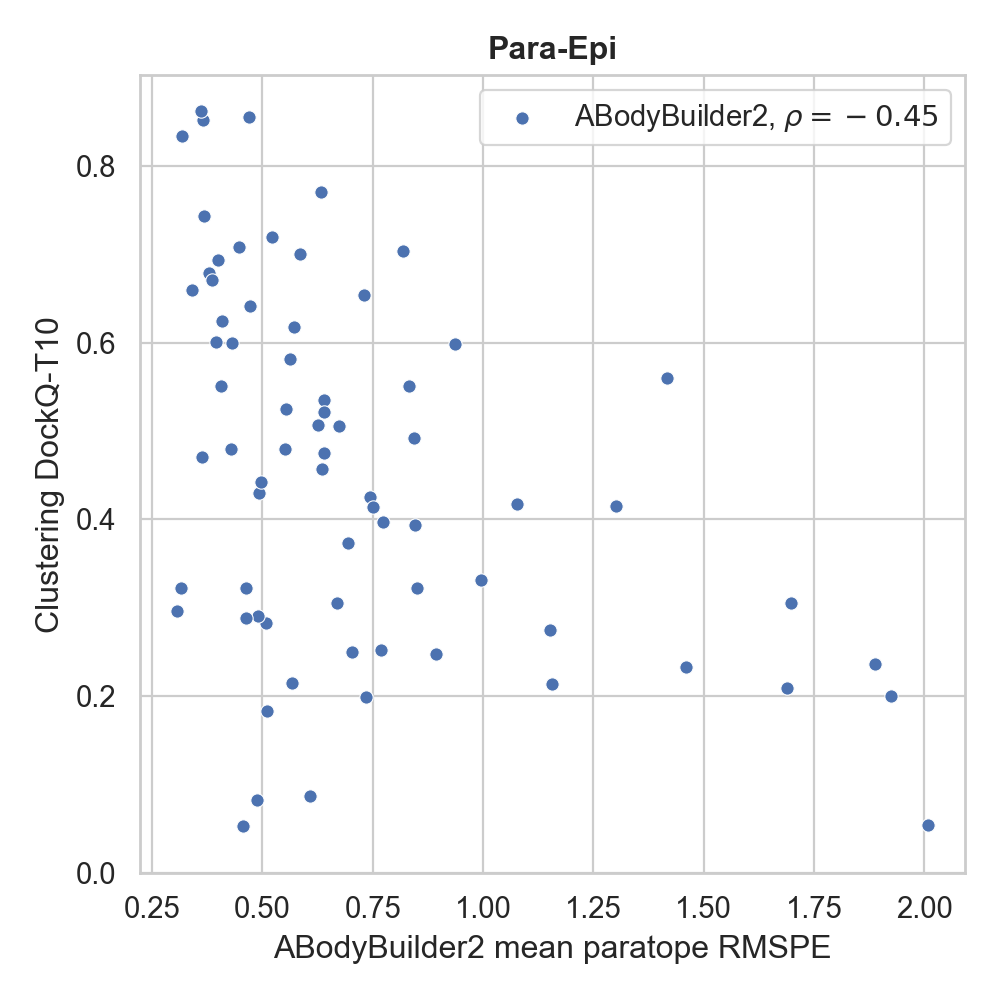 Para-Epi
ABodyBuilder2, ρ = −0.45
Clustering DockQ-T10
0.8
0.6
0.4
0.2
0.0
0.25 0.50 0.75 1.00 1.25 1.50 1.75 2.00
ABodyBuilder2 mean paratope RMSPE